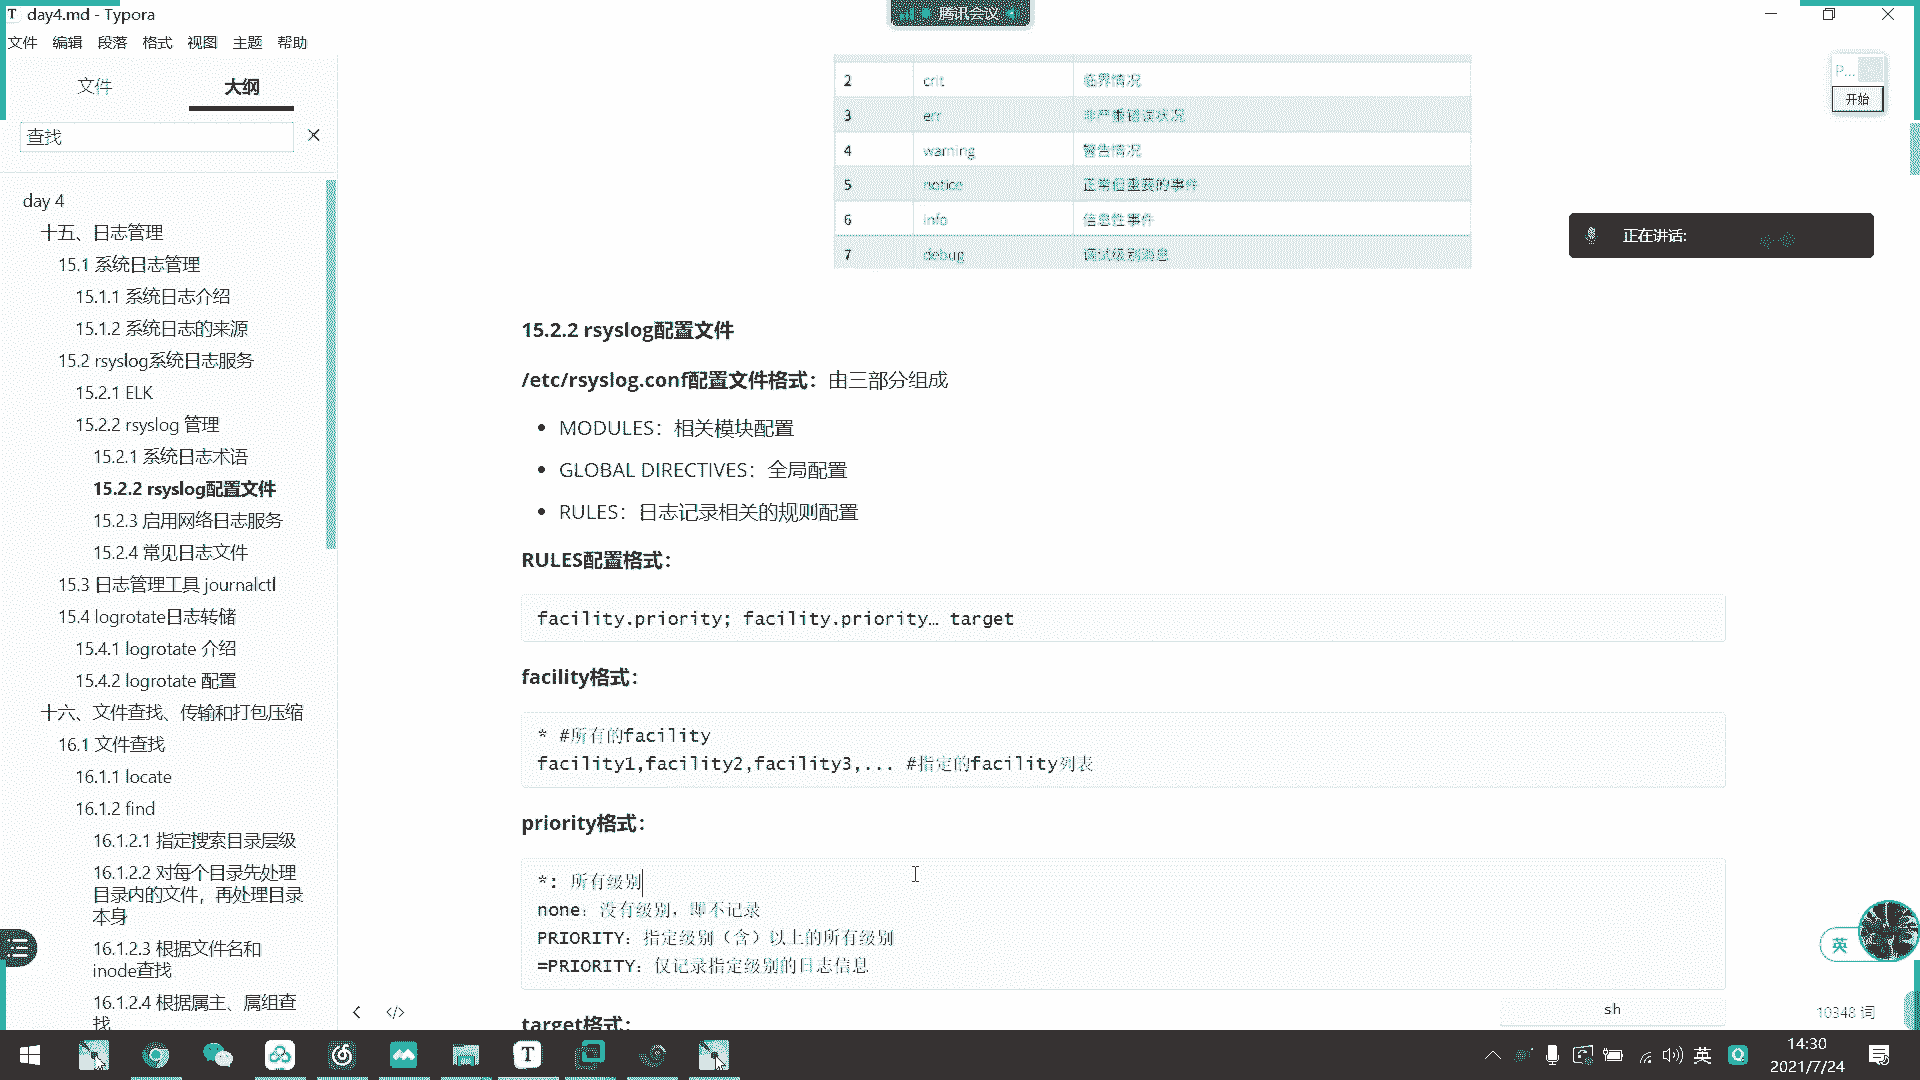 day4.md - Typora
腾讯会议
文件 编辑 段落 格式 视图 主题 帮助
文件 大纲
查找
day 4
十五、日志管理
15.1 系统日志管理
15.1.1 系统日志介绍
15.1.2 系统日志的来源
15.2 rsyslog系统日志服务
15.2.1 ELK
15.2.2 rsyslog 管理
15.2.1 系统日志术语
15.2.2 rsyslog配置文件
15.2.3 启用网络日志服务
15.2.4 常见日志文件
15.3 日志管理工具 journalctl
15.4 logrotate日志转储
15.4.1 logrotate 介绍
15.4.2 logrotate 配置
十六、文件查找、传输和打包压缩
16.1 文件查找
16.1.1 locate
16.1.2 find
16.1.2.1 指定搜索目录层级
16.1.2.2 对每个目录先处理
目录内的文件，再处理目录
本身
16.1.2.3 根据文件名和
inode查找
16.1.2.4 根据属主、属组查
找
2 crit 临界情况
3 err 非严重错误状况
4 warning 警告情况
5 notice 正常但重要的事件
6 info 信息性事件
7 debug 调试级别消息
15.2.2 rsyslog配置文件
/etc/rsyslog.conf配置文件格式：由三部分组成
MODULES：相关模块配置
GLOBAL DIRECTIVES：全局配置
RULES：日志记录相关的规则配置
RULES配置格式：
facility.priority; facility.priority… target
facility格式：
* #所有的facility
facility1,facility2,facility3,... #指定的facility列表
priority格式：
*: 所有级别
none：没有级别，即不记录
PRIORITY：指定级别（含）以上的所有级别
=PRIORITY：仅记录指定级别的日志信息
target格式：
P...
开始
正在讲话:
英
sh
10348 词
英
14:30
2021/7/24